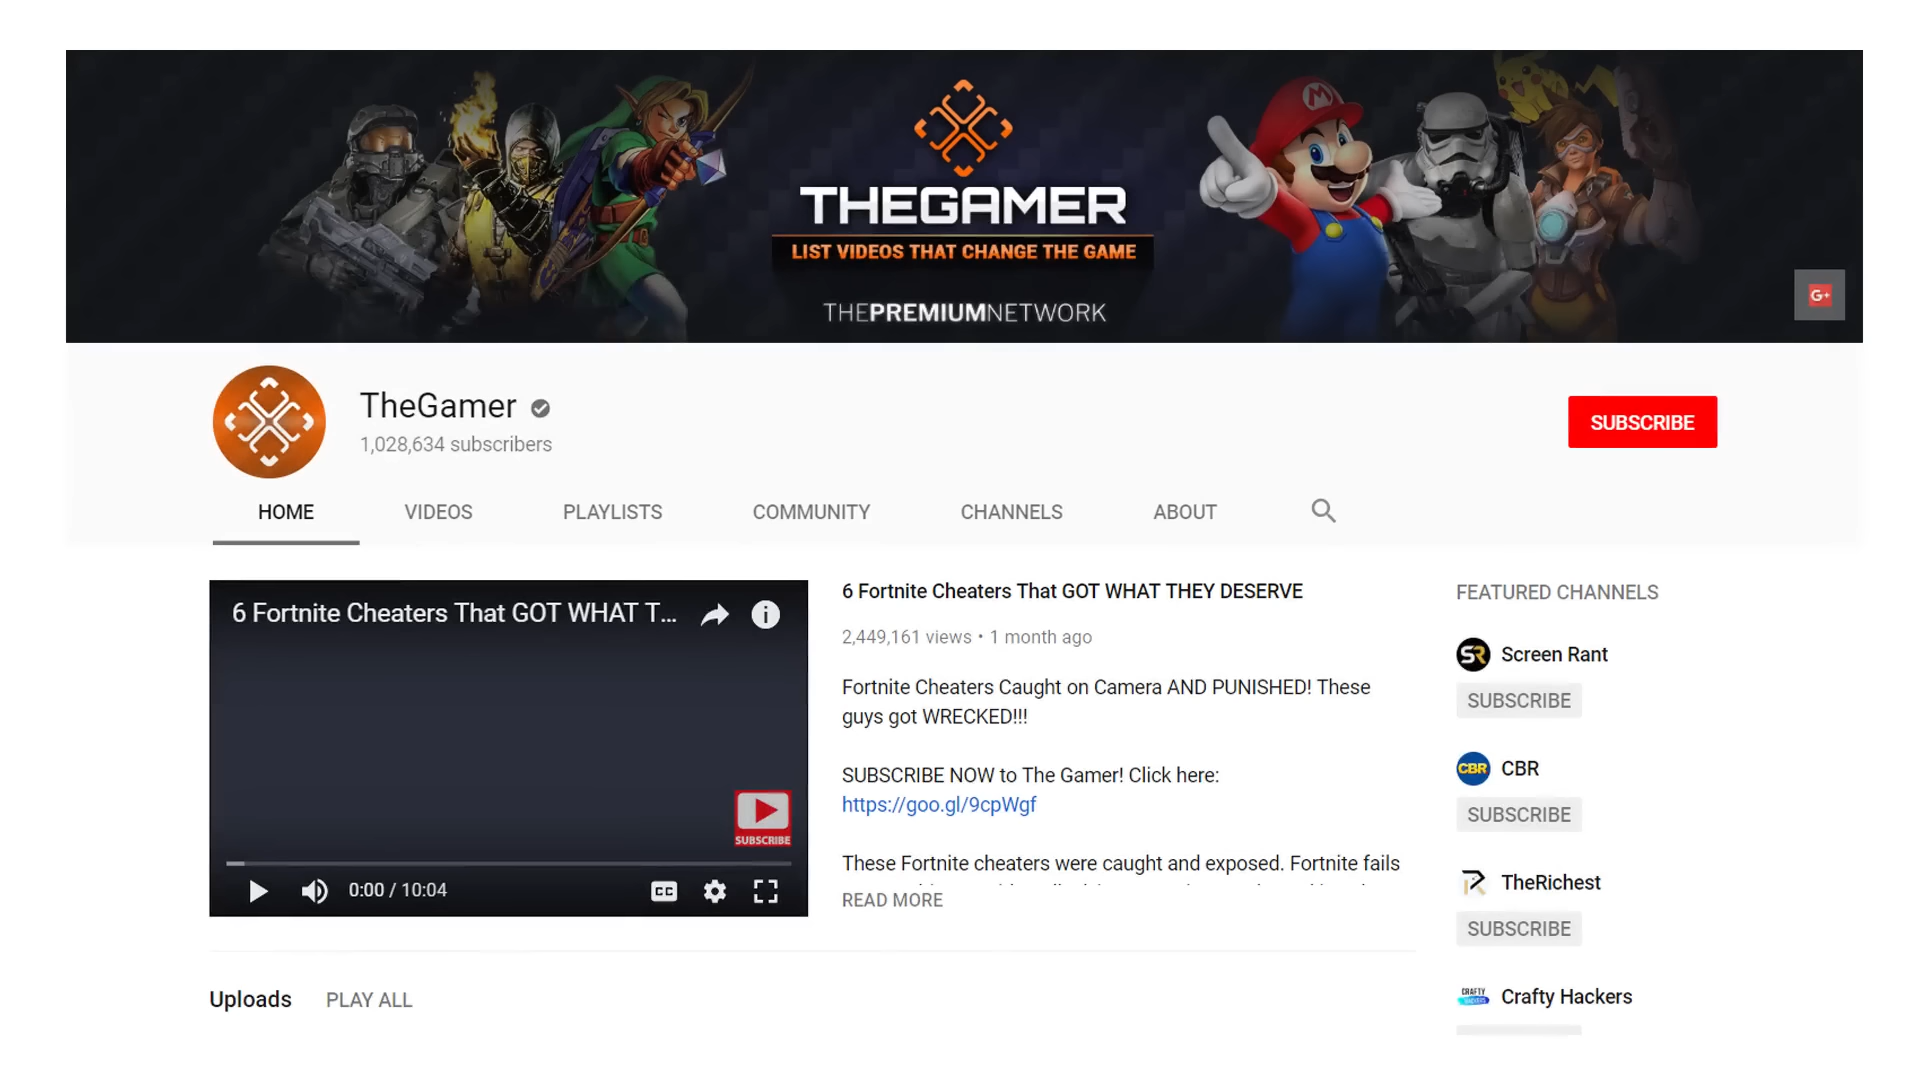 THEGAMER
LIST VIDEOS THAT CHANGE THE GAME
THEPREMIUMNETWORK
G+
TheGamer
1,028,634 subscribers
SUBSCRIBE
HOME VIDEOS PLAYLISTS COMMUNITY CHANNELS ABOUT
6 Fortnite Cheaters That GOT WHAT T...
SUBSCRIBE
0:00 / 10:04
CC
6 Fortnite Cheaters That GOT WHAT THEY DESERVE
2,449,161 views • 1 month ago
Fortnite Cheaters Caught on Camera AND PUNISHED! These
guys got WRECKED!!!
SUBSCRIBE NOW to The Gamer! Click here:
https://goo.gl/9cpWgf
These Fortnite cheaters were caught and exposed. Fortnite fails
READ MORE
FEATURED CHANNELS
SR Screen Rant
SUBSCRIBE
CBR CBR
SUBSCRIBE
TheRichest
SUBSCRIBE
CRAFTY HACKERS Crafty Hackers
Uploads PLAY ALL